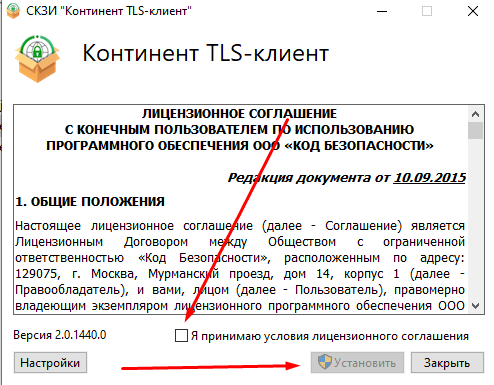 СКЗИ "Континент TLS-клиент"
Континент TLS-клиент
ЛИЦЕНЗИОННОЕ СОГЛАШЕНИЕ
С КОНЕЧНЫМ ПОЛЬЗОВАТЕЛЕМ ПО ИСПОЛЬЗОВАНИЮ
ПРОГРАММНОГО ОБЕСПЕЧЕНИЯ ООО «КОД БЕЗОПАСНОСТИ»
Редакция документа от 10.09.2015
1. ОБЩИЕ ПОЛОЖЕНИЯ
Настоящее лицензионное соглашение (далее - Соглашение) является
Лицензионным Договором между Обществом с ограниченной
ответственностью «Код Безопасности», расположенным по адресу:
129075, г. Москва, Мурманский проезд, дом 14, корпус 1 (далее -
Правообладатель), и вами, лицом (далее - Пользователь), правомерно
владеющим экземпляром лицензионного программного обеспечения ООО
Версия 2.0.1440.0
Я принимаю условия лицензионного соглашения
Настройки
Установить
Закрыть